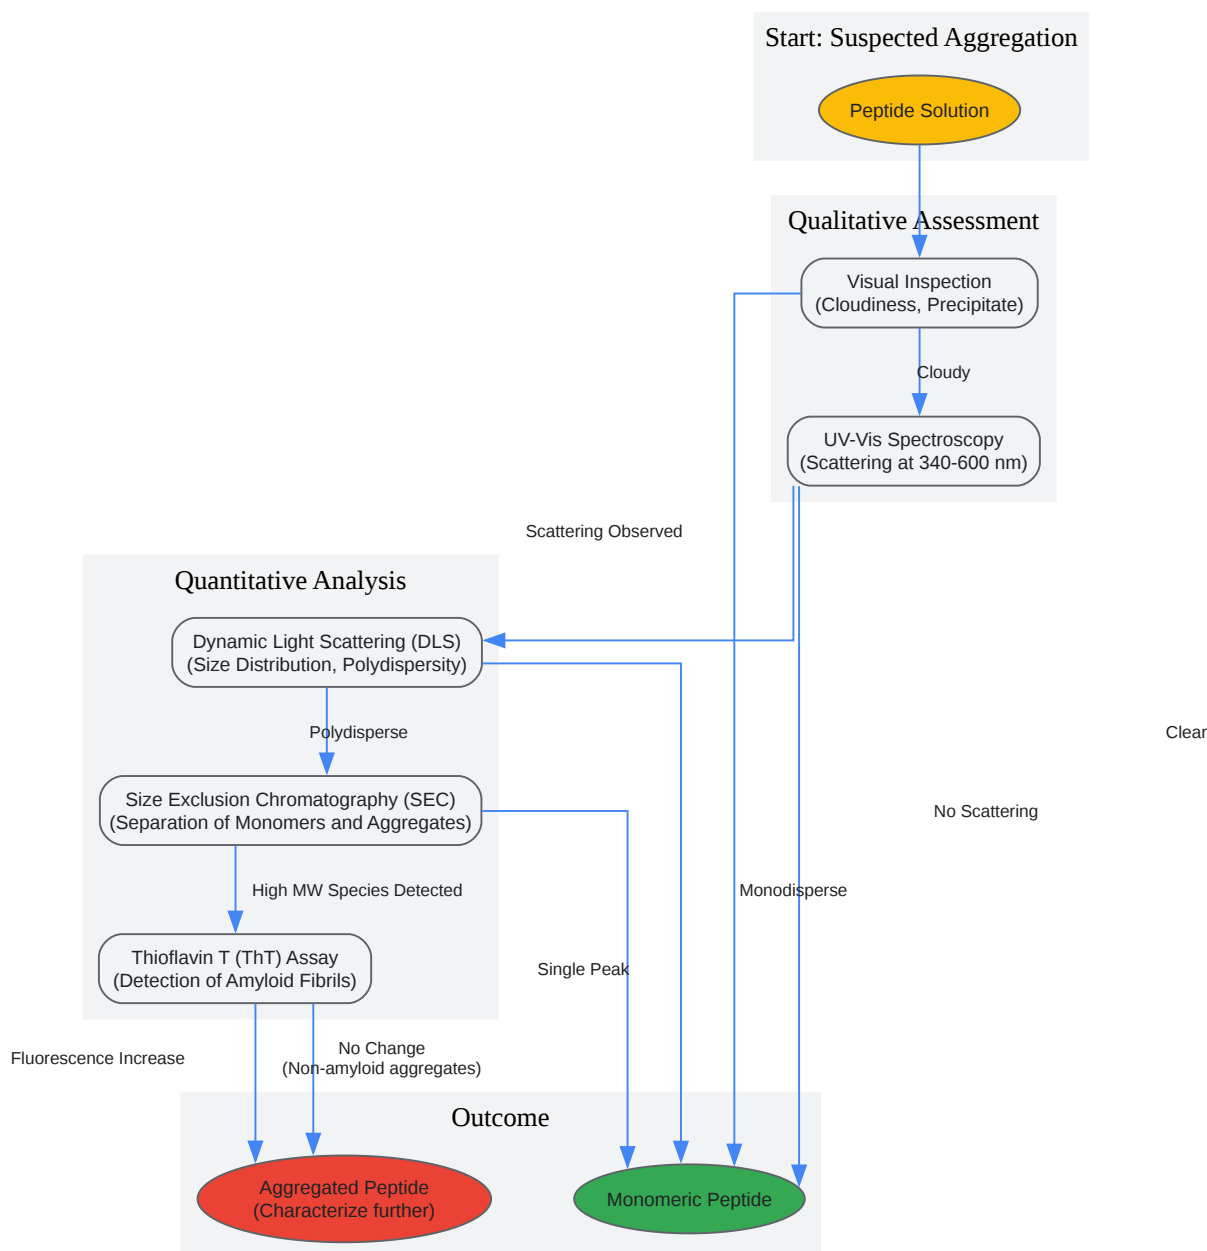 Start: Suspected Aggregation
Peptide Solution
Qualitative Assessment
Visual Inspection
(Cloudiness, Precipitate)
Cloudy
UV-Vis Spectroscopy
(Scattering at 340-600 nm)
Scattering Observed
Quantitative Analysis
Dynamic Light Scattering (DLS)
(Size Distribution, Polydispersity)
Polydisperse
Clear
Size Exclusion Chromatography (SEC)
(Separation of Monomers and Aggregates)
No Scattering
High MW Species Detected
Monodisperse
Thioflavin T (ThT) Assay
(Detection of Amyloid Fibrils)
Single Peak
Fluorescence Increase
No Change
(Non-amyloid aggregates)
Outcome
Aggregated Peptide
(Characterize further)
Monomeric Peptide